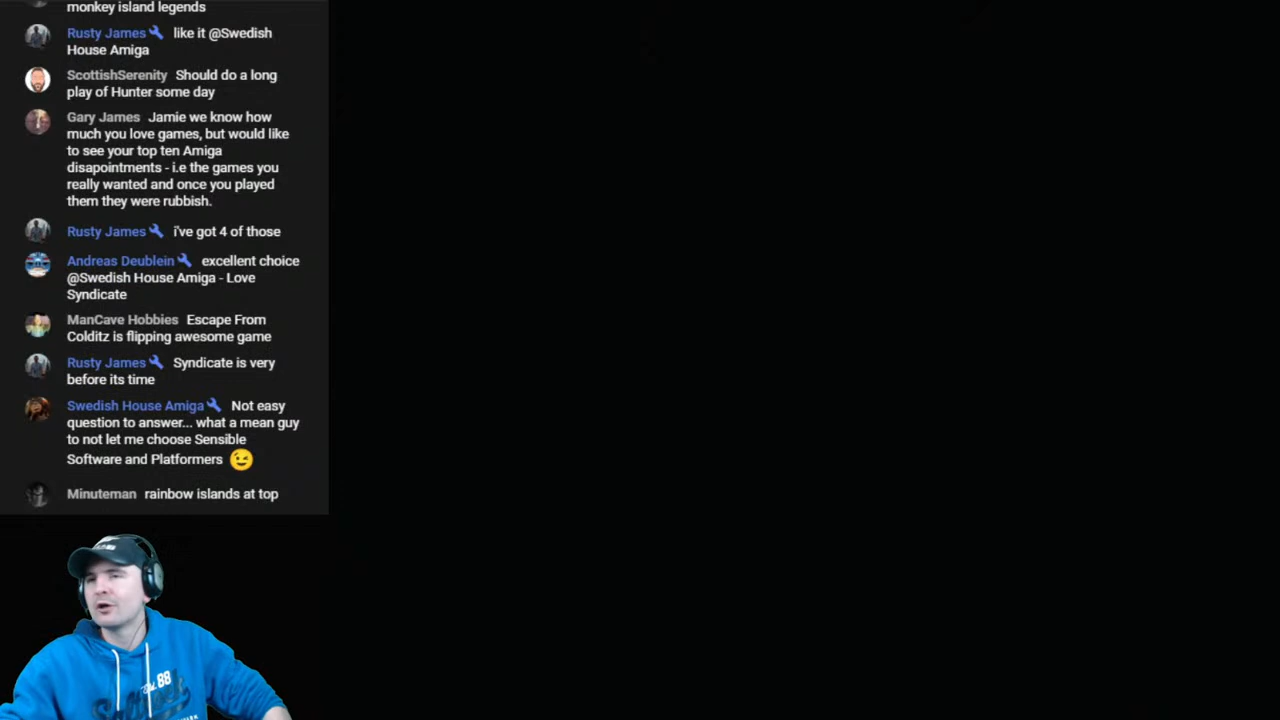 monkey island legends
Rusty James like it @Swedish
House Amiga
ScottishSerenity Should do a long
play of Hunter some day
Gary James Jamie we know how
much you love games, but would like
to see your top ten Amiga
disapointments - i.e the games you
really wanted and once you played
them they were rubbish.
Rusty James i've got 4 of those
Andreas Deublein excellent choice
@Swedish House Amiga - Love
Syndicate
ManCave Hobbies Escape From
Colditz is flipping awesome game
Rusty James Syndicate is very
before its time
Swedish House Amiga Not easy
question to answer... what a mean guy
to not let me choose Sensible
Software and Platformers 😉
Minuteman rainbow islands at top
88